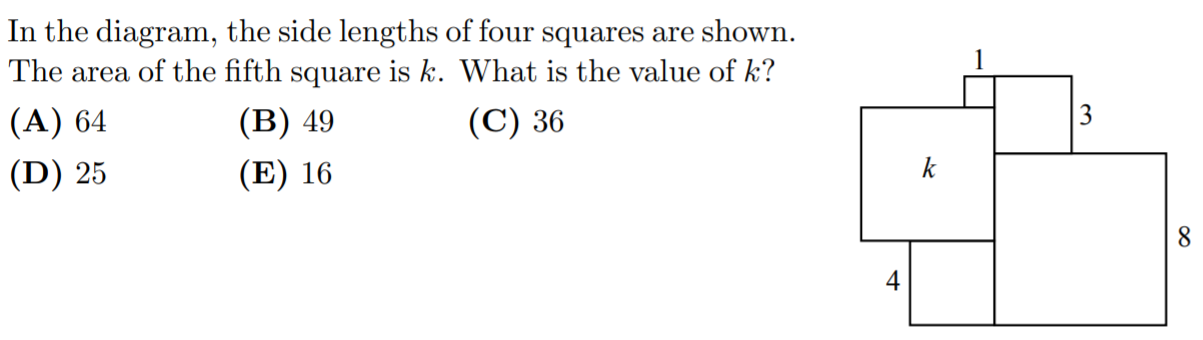 In the diagram, the side lengths of four squares are shown.
The area of the fifth square is k. What is the value of k?
(A) 64 (B) 49 (C) 36
(D) 25 (E) 16
1
3
k
8
4